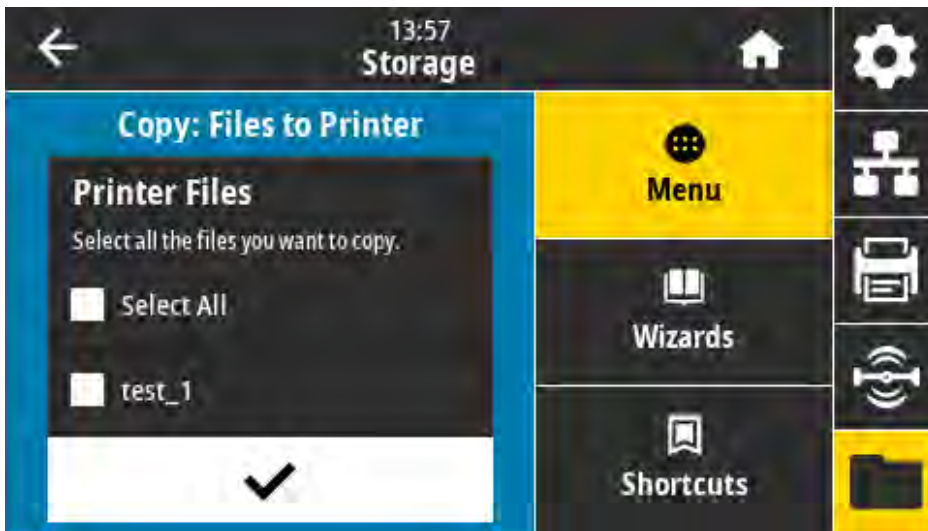 13:57
Storage
Copy: Files to Printer
Printer Files
Select all the files you want to copy.
Select All
test_1
Menu
Wizards
Shortcuts